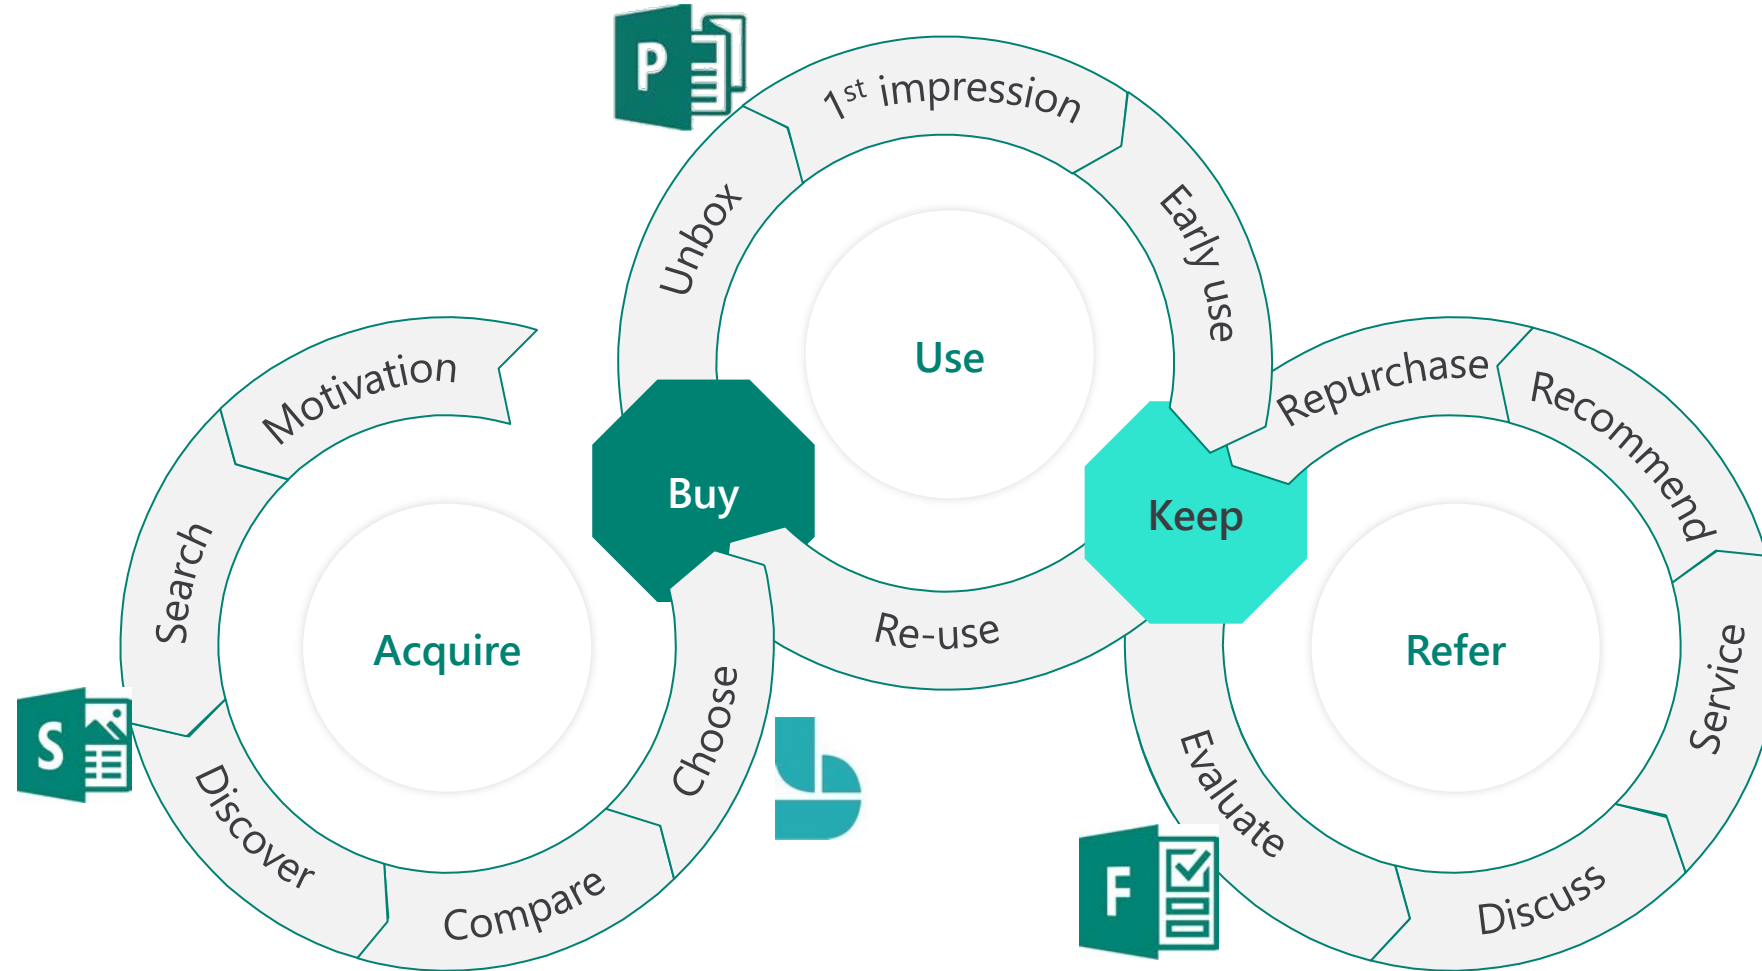 P
1st impression
Unbox
Early use
Use
Motivation
Repurchase
Recommend
Buy
Keep
Search
Re-use
Acquire
Refer
Service
Choose
S
Discover
Evaluate
Compare
F
Discuss